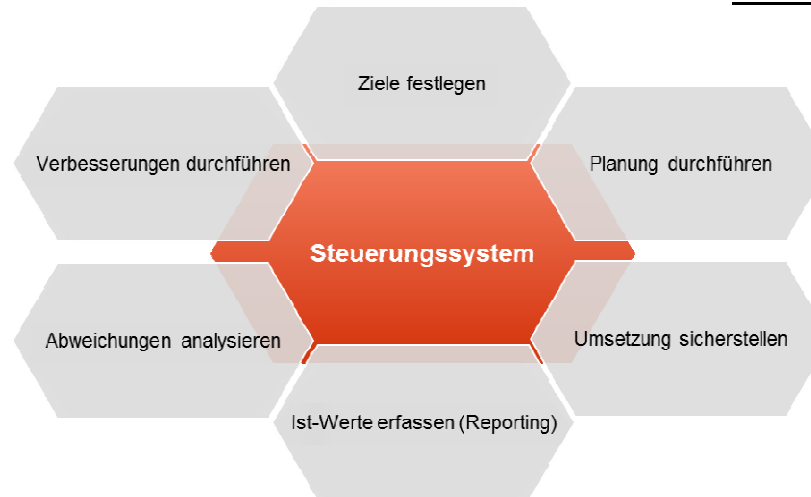 Ziele festlegen
Verbesserungen durchführen
Planung durchführen
Steuerungssystem
Abweichungen analysieren
Umsetzung sicherstellen
Ist-Werte erfassen (Reporting)